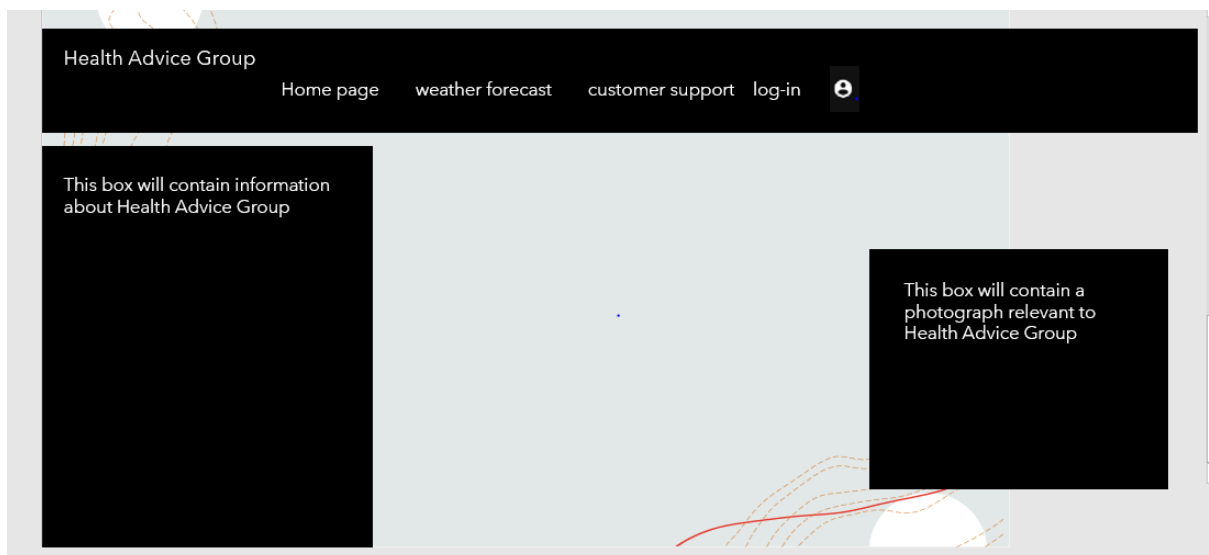 Health Advice Group
Home page weather forecast customer support log-in
This box will contain information
about Health Advice Group
This box will contain a
photograph relevant to
Health Advice Group